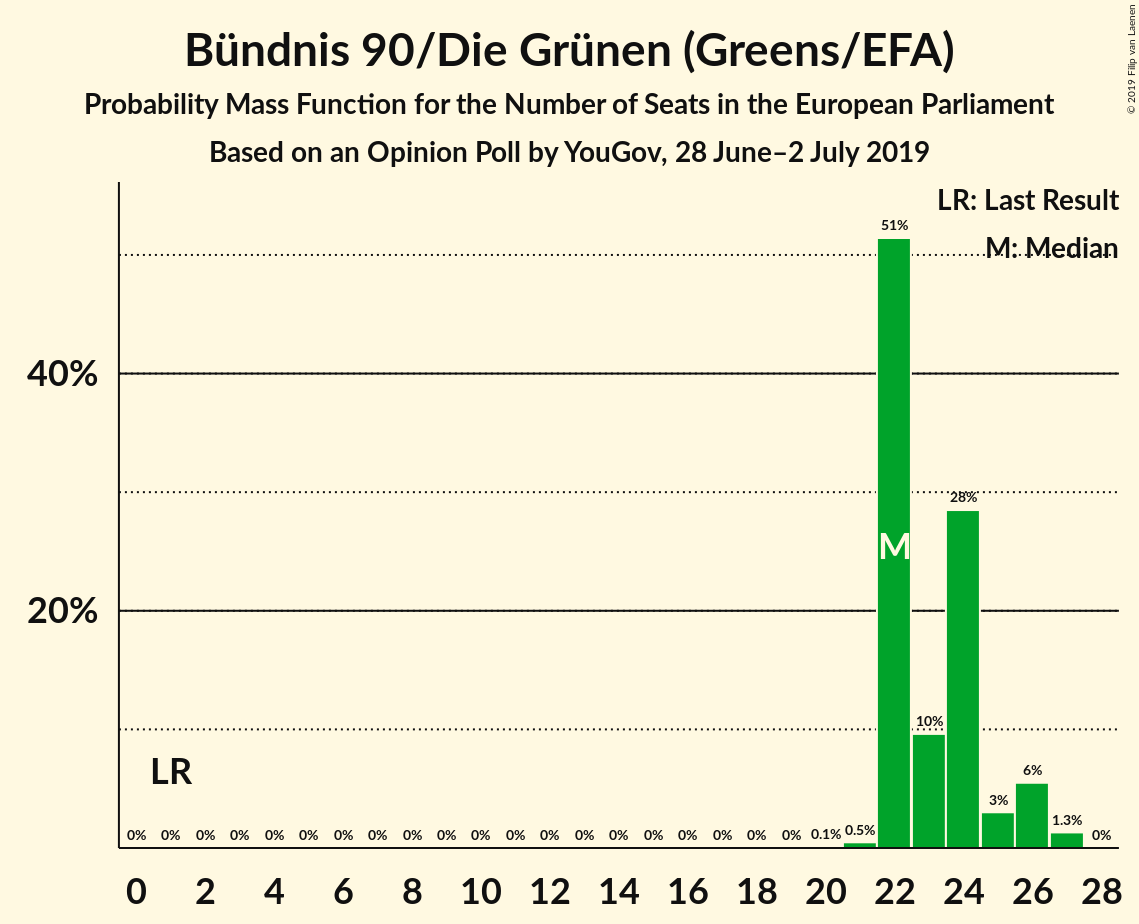 Bündnis 90/Die Grünen (Greens/EFA)
Probability Mass Function for the Number of Seats in the European Parliament
Based on an Opinion Poll by YouGov, 28 June–2 July 2019
© 2019 Filip van Laenen
LR: Last Result
M: Median
51%
40%
28%
M
20%
10%
LR
6%
3%
1.3%
0% 0% 0% 0% 0% 0% 0% 0% 0% 0% 0% 0% 0% 0% 0% 0% 0% 0% 0% 0% 0.1% 0.5% 0%
0 2 4 6 8 10 12 14 16 18 20 22 24 26 28